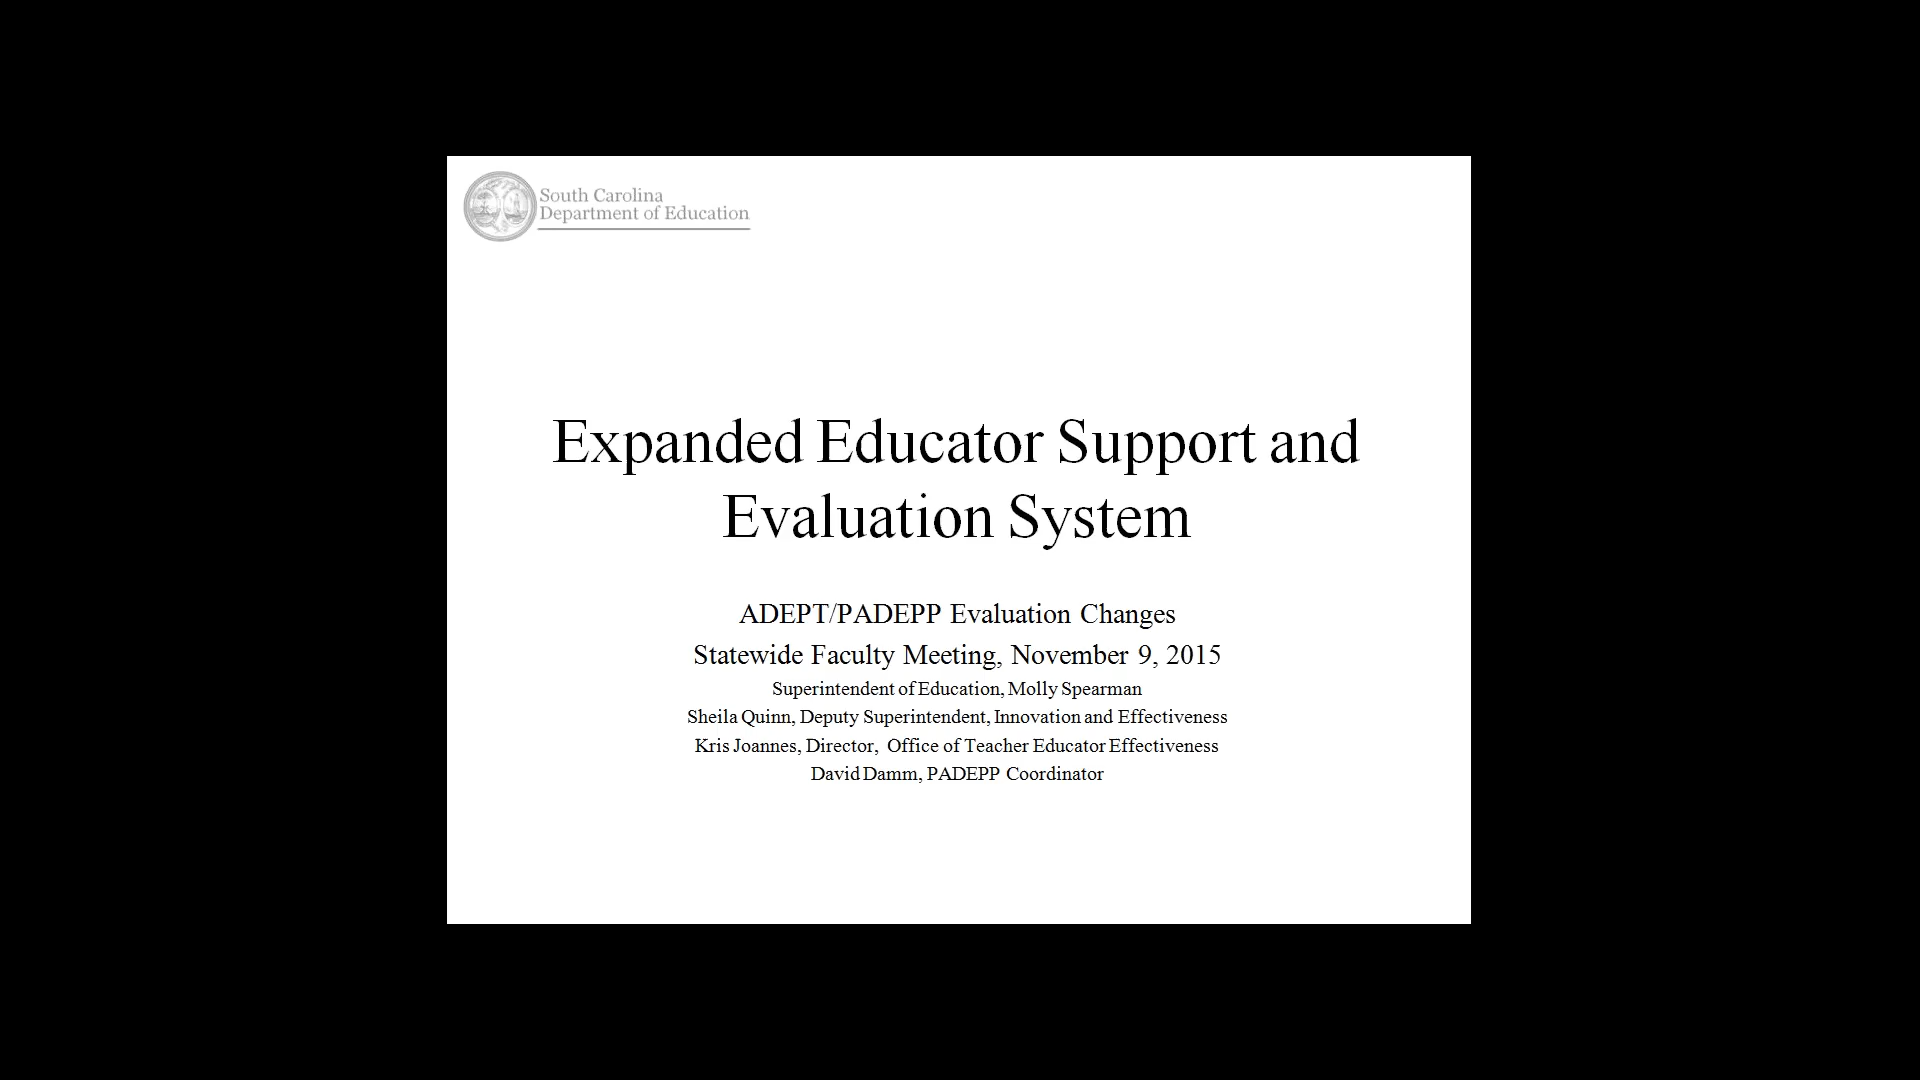 South Carolina
Department of Education
Expanded Educator Support and
Evaluation System
ADEPT/PADEPP Evaluation Changes
Statewide Faculty Meeting, November 9, 2015
Superintendent of Education, Molly Spearman
Sheila Quinn, Deputy Superintendent, Innovation and Effectiveness
Kris Joannes, Director, Office of Teacher Educator Effectiveness
David Damm, PADEPP Coordinator